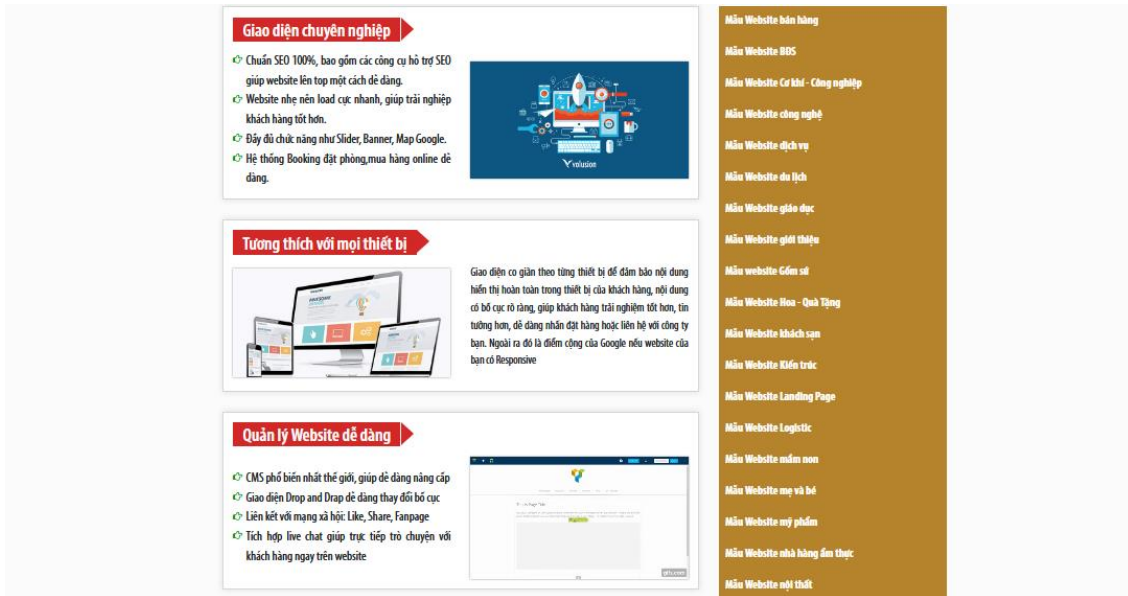 Giao diện chuyên nghiệp
Chuẩn SEO 100%, bao gồm các công cụ hỗ trợ SEO
giúp website lên top một cách dễ dàng.
Website nhẹ nên load cực nhanh, giúp trải nghiệp
khách hàng tốt hơn.
Đầy đủ chức năng như Slider, Banner, Map Google.
Hệ thống Booking đặt phòng,mua hàng online dễ
dàng.
volusion
Tương thích với mọi thiết bị
Giao diện co giãn theo từng thiết bị để đảm bảo nội dung
hiển thị hoàn toàn trong thiết bị của khách hàng, nội dung
có bố cục rõ ràng, giúp khách hàng trải nghiệm tốt hơn, tin
tưởng hơn, dễ dàng nhấn đặt hàng hoặc liên hệ với công ty
bạn. Ngoài ra đó là điểm cộng của Google nếu website của
bạn có Responsive
Quản lý Website dễ dàng
CMS phổ biến nhất thế giới, giúp dễ dàng nâng cấp
Giao diện Drop and Drap dễ dàng thay đổi bố cục
Liên kết với mạng xã hội: Like, Share, Fanpage
Tích hợp live chat giúp trực tiếp trò chuyện với
khách hàng ngay trên website
gifs.com
Mẫu Website bán hàng
Mẫu Website BĐS
Mẫu Website Cơ khí - Công nghiệp
Mẫu Website công nghệ
Mẫu Website dịch vụ
Mẫu Website du lịch
Mẫu Website giáo dục
Mẫu Website giới thiệu
Mẫu website Gốm sứ
Mẫu Website Hoa - Quà Tặng
Mẫu Website khách sạn
Mẫu Website Kiến trúc
Mẫu Website Landing Page
Mẫu Website Logistic
Mẫu Website mầm non
Mẫu Website mẹ và bé
Mẫu Website mỹ phẩm
Mẫu Website nhà hàng ẩm thực
Mẫu Website nội thất